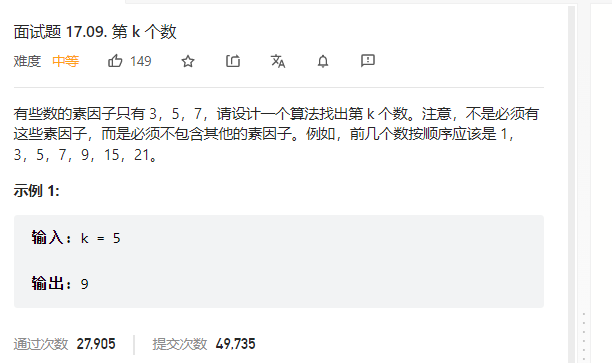 面试题 17.09. 第 k 个数
难度 中等 149
有些数的素因子只有 3，5，7，请设计一个算法找出第 k 个数。注意，不是必须有
这些素因子，而是必须不包含其他的素因子。例如，前几个数按顺序应该是 1，
3，5，7，9，15，21。
示例 1:
输入：k = 5
输出：9
通过次数 27,905 提交次数 49,735